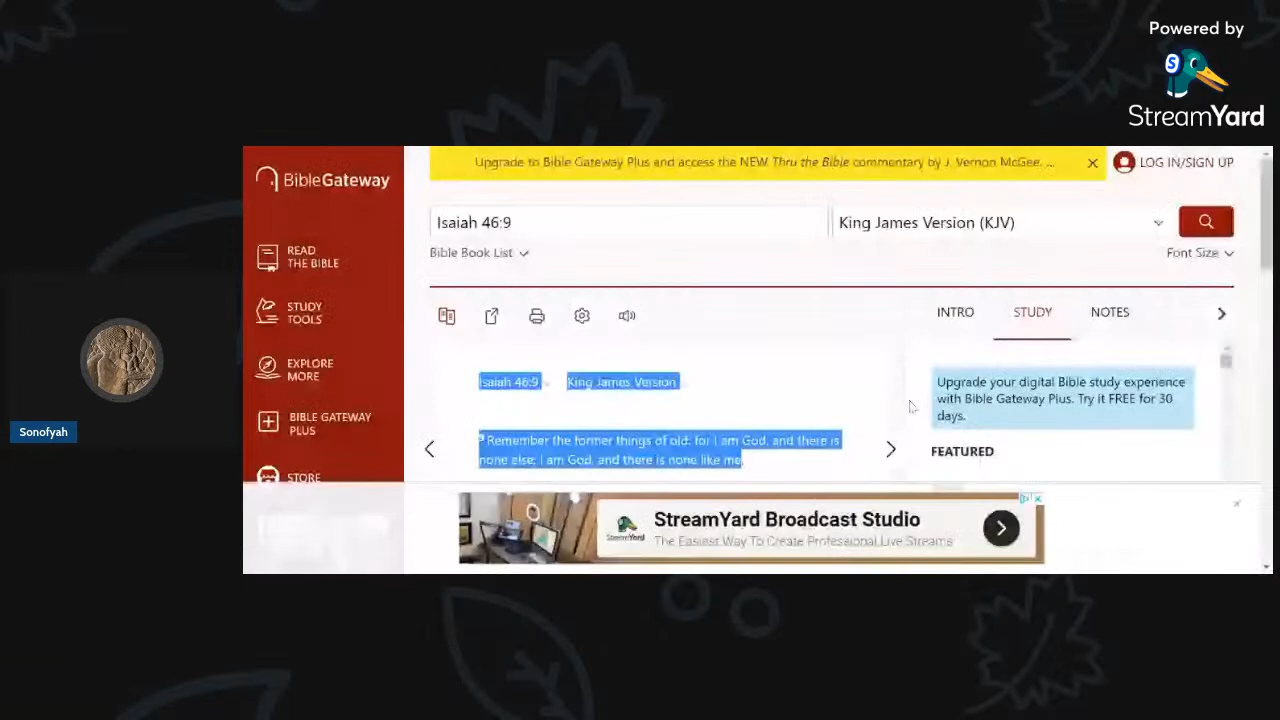 Powered by
StreamYard
Upgrade to Bible Gateway Plus and access the NEW Thru the Bible commentary by J. Vernon McGee. ...
LOG IN/SIGN UP
BibleGateway
Isaiah 46:9
King James Version (KJV)
Bible Book List
Font Size
READ
THE BIBLE
STUDY
TOOLS
EXPLORE
MORE
BIBLE GATEWAY
PLUS
STORE
INTRO
STUDY
NOTES
Isaiah 46:9
King James Version
9 Remember the former things of old: for I am God, and there is
none else; I am God, and there is none like me,
Upgrade your digital Bible study experience
with Bible Gateway Plus. Try it FREE for 30
days.
FEATURED
Sonofyah
StreamYard
StreamYard Broadcast Studio
The Easiest Way To Create Professional Live Streams